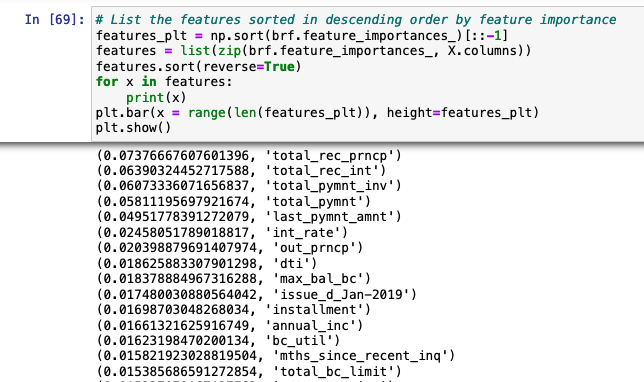 In [69]: # List the features sorted in descending order by feature importance
features_plt = np.sort(brf.feature_importances_)[::-1]
features = list(zip(brf.feature_importances_, X.columns))
features.sort(reverse=True)
for x in features:
    print(x)
plt.bar(x = range(len(features_plt)), height=features_plt)
plt.show()
(0.07376667607601396, 'total_rec_prncp')
(0.06390324452717588, 'total_rec_int')
(0.06073336071656837, 'total_pymnt_inv')
(0.05811195697921674, 'total_pymnt')
(0.04951778391272079, 'last_pymnt_amnt')
(0.02458051789018817, 'int_rate')
(0.020398879691407974, 'out_prncp')
(0.018625883307901298, 'dti')
(0.018378884967316288, 'max_bal_bc')
(0.017480030880564042, 'issue_d_Jan-2019')
(0.01698703048268034, 'installment')
(0.01661321625916749, 'annual_inc')
(0.01623198470200134, 'bc_util')
(0.015821923028819504, 'mths_since_recent_inq')
(0.015385686591272854, 'total_bc_limit')